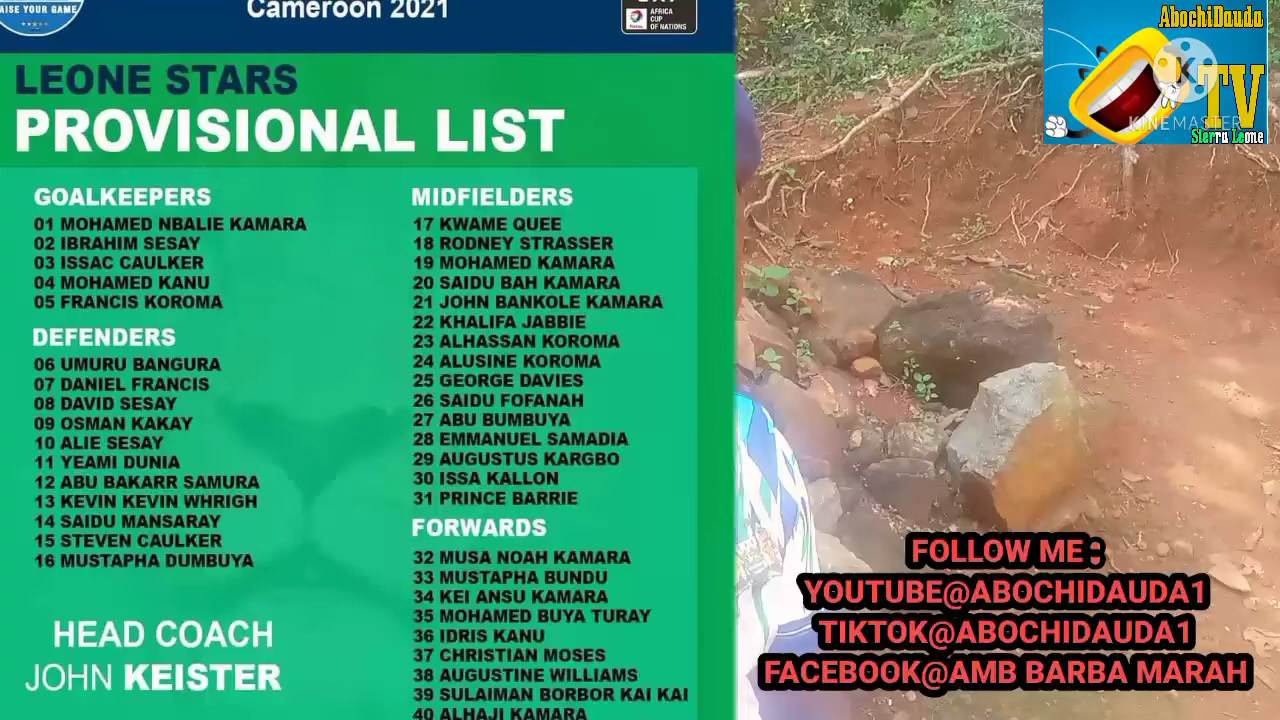 AISE YOUR GAME
Cameroon 2021
AFRICA
CUP
OF NATIONS
LEONE STARS
PROVISIONAL LIST
GOALKEEPERS
01 MOHAMED NBALIE KAMARA
02 IBRAHIM SESAY
03 ISSAC CAULKER
04 MOHAMED KANU
05 FRANCIS KOROMA
DEFENDERS
06 UMURU BANGURA
07 DANIEL FRANCIS
08 DAVID SESAY
09 OSMAN KAKAY
10 ALIE SESAY
11 YEAMI DUNIA
12 ABU BAKARR SAMURA
13 KEVIN KEVIN WHRIGH
14 SAIDU MANSARAY
15 STEVEN CAULKER
16 MUSTAPHA DUMBUYA
HEAD COACH
JOHN KEISTER
MIDFIELDERS
17 KWAME QUEE
18 RODNEY STRASSER
19 MOHAMED KAMARA
20 SAIDU BAH KAMARA
21 JOHN BANKOLE KAMARA
22 KHALIFA JABBIE
23 ALHASSAN KOROMA
24 ALUSINE KOROMA
25 GEORGE DAVIES
26 SAIDU FOFANAH
27 ABU BUMBUYA
28 EMMANUEL SAMADIA
29 AUGUSTUS KARGBO
30 ISSA KALLON
31 PRINCE BARRIE
FORWARDS
32 MUSA NOAH KAMARA
33 MUSTAPHA BUNDU
34 KEI ANSU KAMARA
35 MOHAMED BUYA TURAY
36 IDRIS KANU
37 CHRISTIAN MOSES
38 AUGUSTINE WILLIAMS
39 SULAIMAN BORBOR KAI KAI
40 ALHAJI KAMARA
AbochiDauda
K
TV
KINEMASTER
Sierra Leone
FOLLOW ME :
YOUTUBE@ABOCHIDAUDA1
TIKTOK@ABOCHIDAUDA1
FACEBOOK@AMB BARBA MARAH